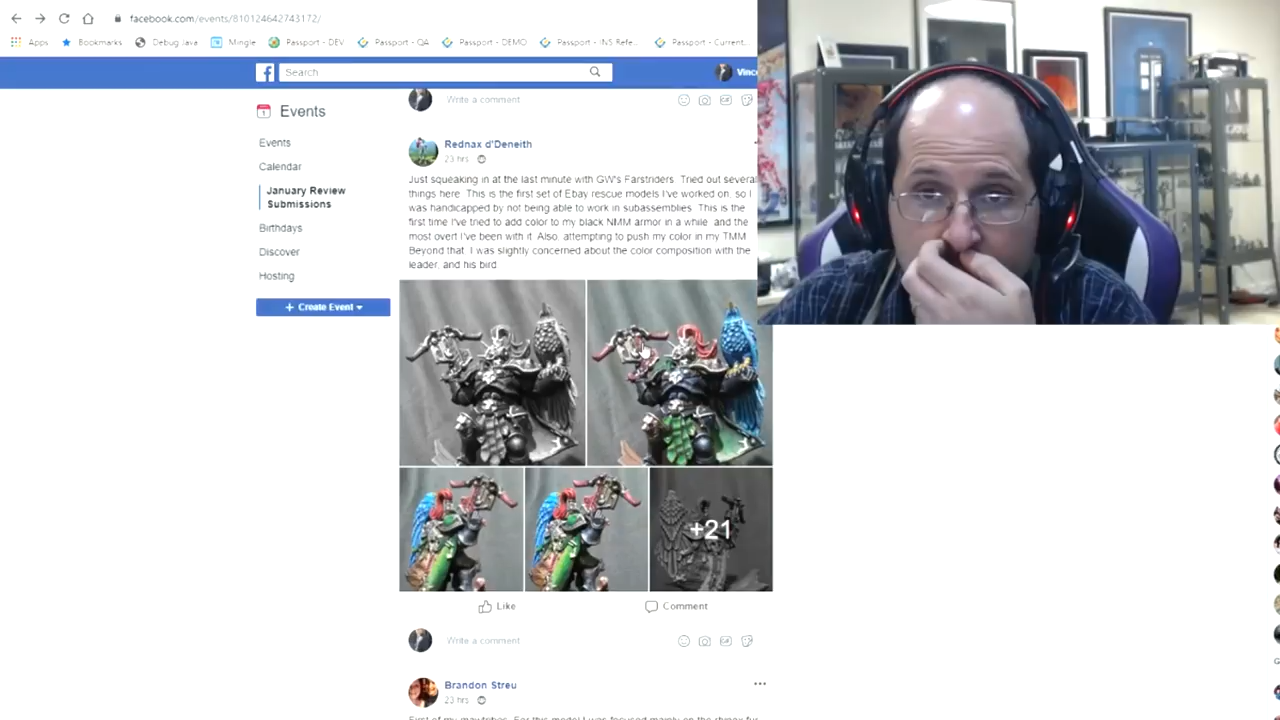 facebook.com/events/810124642743172/
Apps Bookmarks Debug Java Mingle Passport - DEV Passport - QA Passport - DEMO Passport - INS Refe... Passport - Current...
Search
Vinc
Events
Write a comment
Events
Calendar
January Review
Submissions
Birthdays
Discover
Hosting
+ Create Event
Rednax d'Deneith
23 hrs
Just squeaking in at the last minute with GW's Farstriders. Tried out several
things here. This is the first set of Ebay rescue models I've worked on, so I
was handicapped by not being able to work in subassemblies. This is the
first time I've tried to add color to my black NMM armor in a while, and the
most overt I've been with it. Also, attempting to push my color in my TMM.
Beyond that, I was slightly concerned about the color composition with the
leader, and his bird.
+21
Like Comment
Write a comment
Brandon Streu
23 hrs